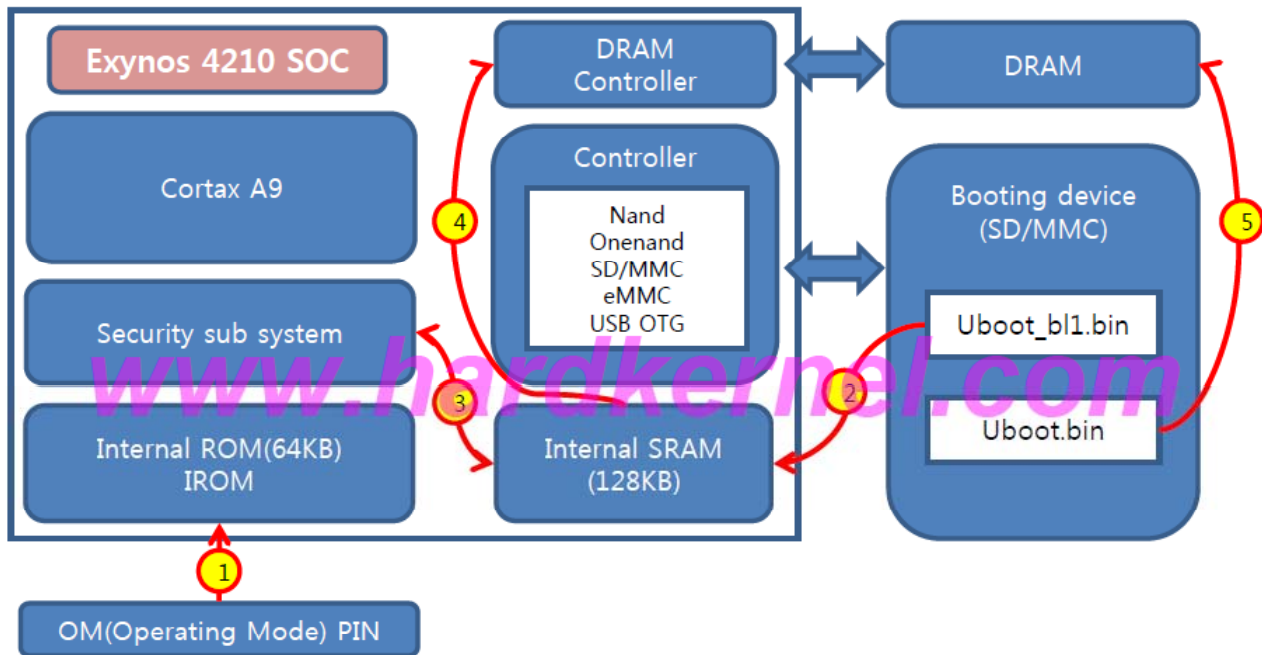 Exynos 4210 SOC
Cortax A9
Security sub system
Internal ROM(64KB)
IROM
OM(Operating Mode) PIN
1
DRAM
Controller
Controller
Nand
Onenand
SD/MMC
eMMC
USB OTG
Internal SRAM
(128KB)
4
3
2
DRAM
Booting device
(SD/MMC)
Uboot_bl1.bin
Uboot.bin
5
www.hardkernel.com